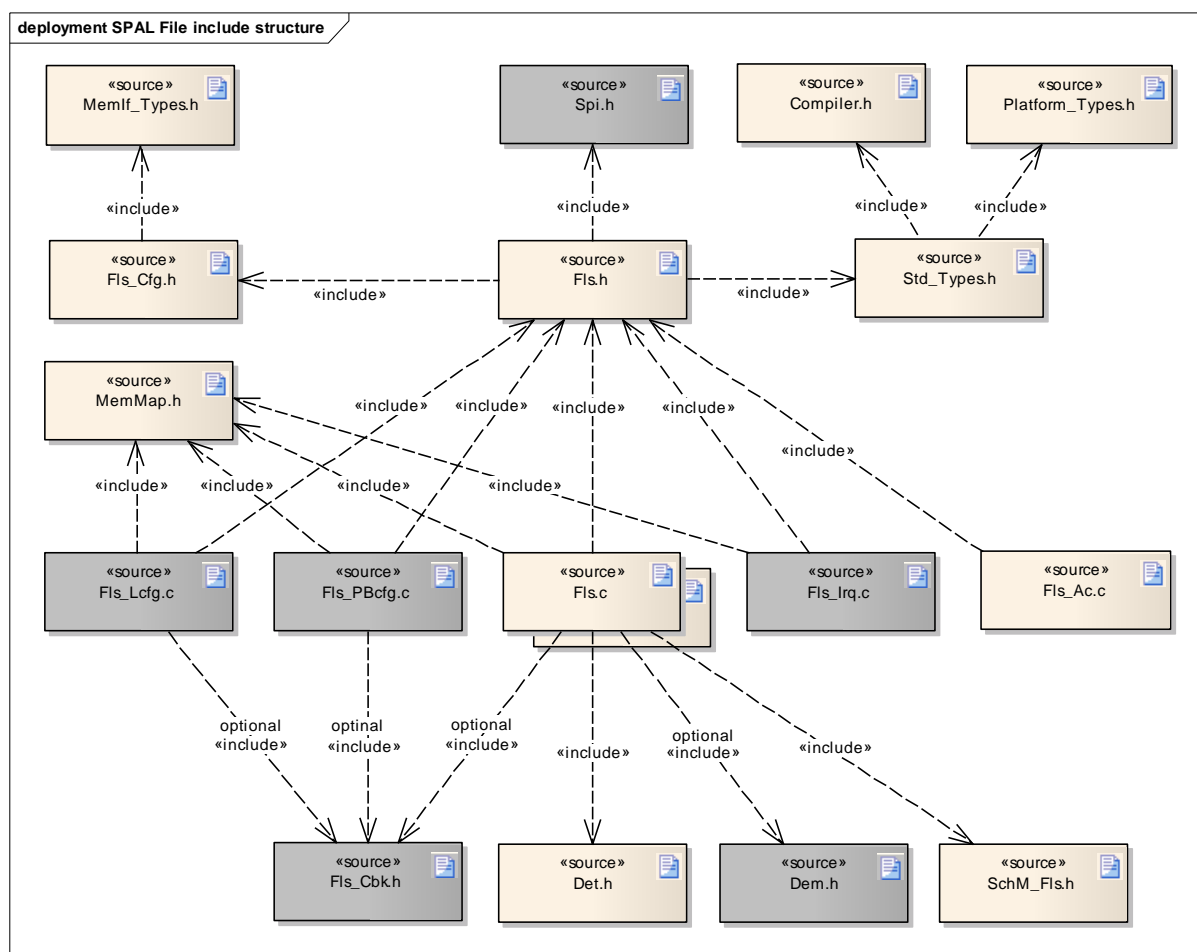 deployment SPAL File include structure
«source»
MemIf_Types.h
«source»
Spi.h
«source»
Compiler.h
«source»
Platform_Types.h
«include»
«include»
«include»
«include»
«source»
Fls_Cfg.h
«source»
Fls.h
«source»
Std_Types.h
«include»
«include»
«source»
MemMap.h
«include»
«include»
«include»
«include»
«include»
«include»
«include»
«include»
«include»
«source»
Fls_Lcfg.c
«source»
Fls_PBcfg.c
«source»
Fls.c
«source»
Fls_Irq.c
«source»
Fls_Ac.c
optional
«include»
optinal
«include»
optional
«include»
«include»
optional
«include»
«include»
«source»
Fls_Cbk.h
«source»
Det.h
«source»
Dem.h
«source»
SchM_Fls.h